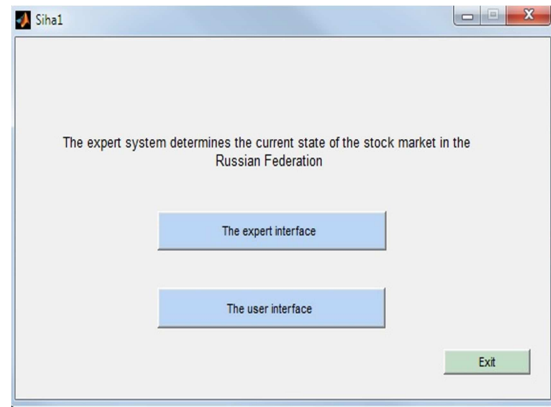 Siha1
The expert system determines the current state of the stock market in the
Russian Federation
The expert interface
The user interface
Exit